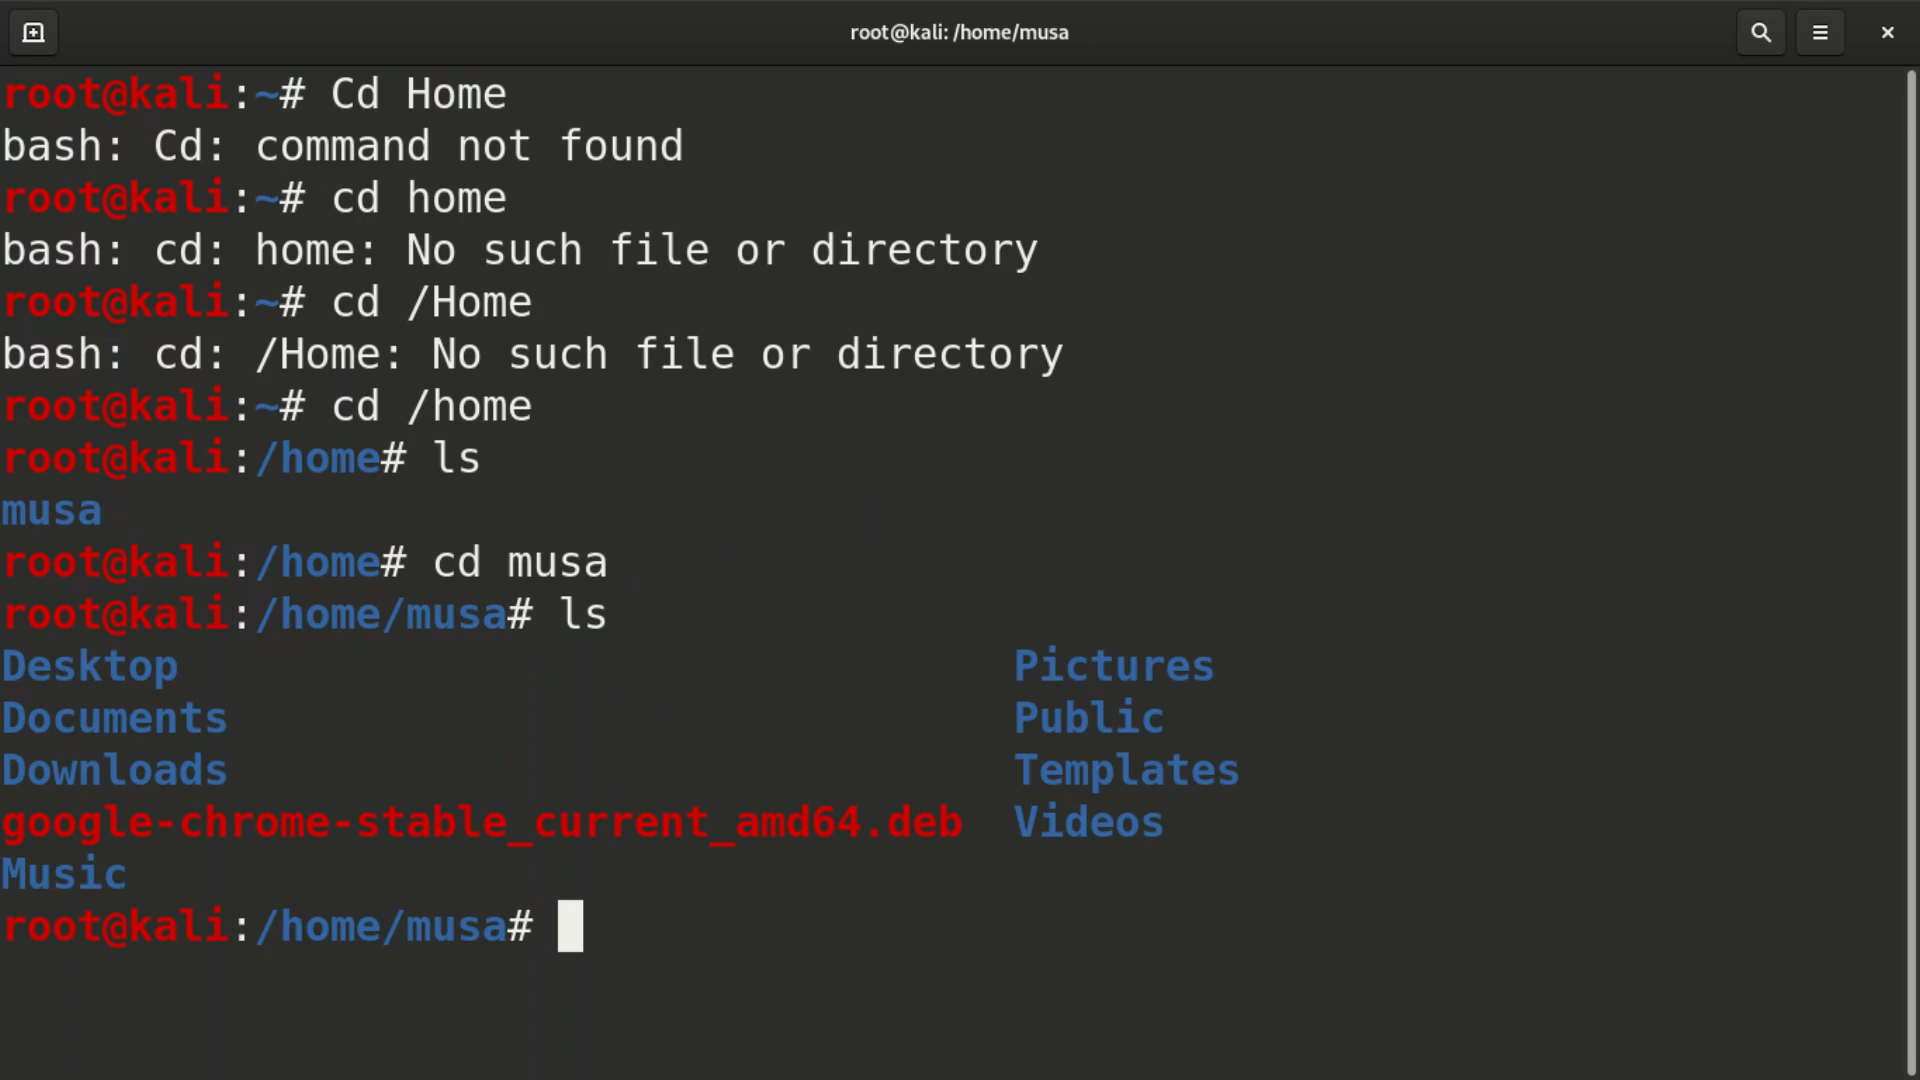 root@kali: /home/musa
root@kali:~# Cd Home
bash: Cd: command not found
root@kali:~# cd home
bash: cd: home: No such file or directory
root@kali:~# cd /Home
bash: cd: /Home: No such file or directory
root@kali:~# cd /home
root@kali:/home# ls
musa
root@kali:/home# cd musa
root@kali:/home/musa# ls
Desktop Pictures
Documents Public
Downloads Templates
google-chrome-stable_current_amd64.deb Videos
Music
root@kali:/home/musa#